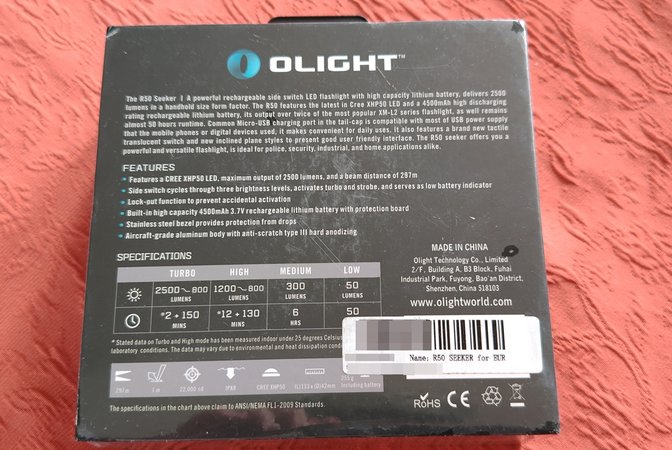 OLIGHT™
The R50 Seeker | A powerful rechargeable side switch LED flashlight with high capacity lithium battery, delivers 2500
lumens in a handhold size form factor. The R50 features the latest in Cree XHP50 LED and a 4500mAh high discharging
rating rechargeable lithium battery, its output over twice of the most popular XM-L2 series flashlight, as well remains
almost 50 hours runtime. Common Micro-USB charging port in the tail-cap is compatible with most of USB power supply
that the mobile phones or digital devices used, it makes convenient for daily uses. It also features a brand new tactile
translucent switch and new inclined plane styles to present good user friendly interface. The R50 seeker offers you a
powerful and versatile flashlight, is ideal for police, security, industrial, and home applications alike.
FEATURES
• Features a CREE XHP50 LED, maximum output of 2500 lumens, and a beam distance of 297m
• Side switch cycles through three brightness levels, activates turbo and strobe, and serves as low battery indicator
• Lock-out function to prevent accidental activation
• Built-in high capacity 4500mAh 3.7V rechargeable lithium battery with protection board
• Stainless steel bezel provides protection from drops
• Aircraft-grade aluminum body with anti-scratch type III hard anodizing
SPECIFICATIONS
TURBO HIGH MEDIUM LOW
2500~800 LUMENS 1200~800 LUMENS 300 LUMENS 50 LUMENS
*2+150 MINS *12+130 MINS 6 HRS 50
* Stated data on Turbo and High mode has been measured indoor under 25 degrees Celsius
laboratory conditions. The data may vary due to environmental and heat dissipation
297m 1m 22,000 cd IPX8 CREE XHP50 Including battery
The specifications in the chart above claim to ANSI/NEMA FL1-2009 Standards.
MADE IN CHINA
Olight Technology Co., Limited
2/F, Building A, B3 Block, Fuhai
Industrial Park, Fuyong, Bao'an District,
Shenzhen, China 518103
www.olightworld.com
Name: R50 SEEKER for EUR
RoHS CE